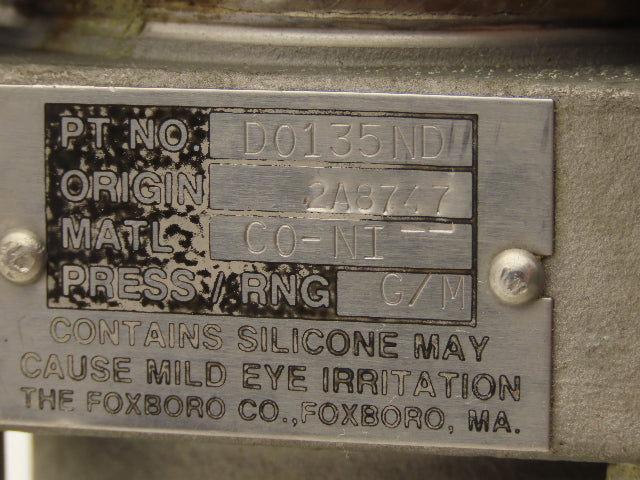 PT NO. D0135ND
ORIGIN 2A8747
MATL CO-NI
PRESS/RNG G/M
CONTAINS SILICONE MAY
CAUSE MILD EYE IRRITATION
THE FOXBORO CO., FOXBORO, MA.